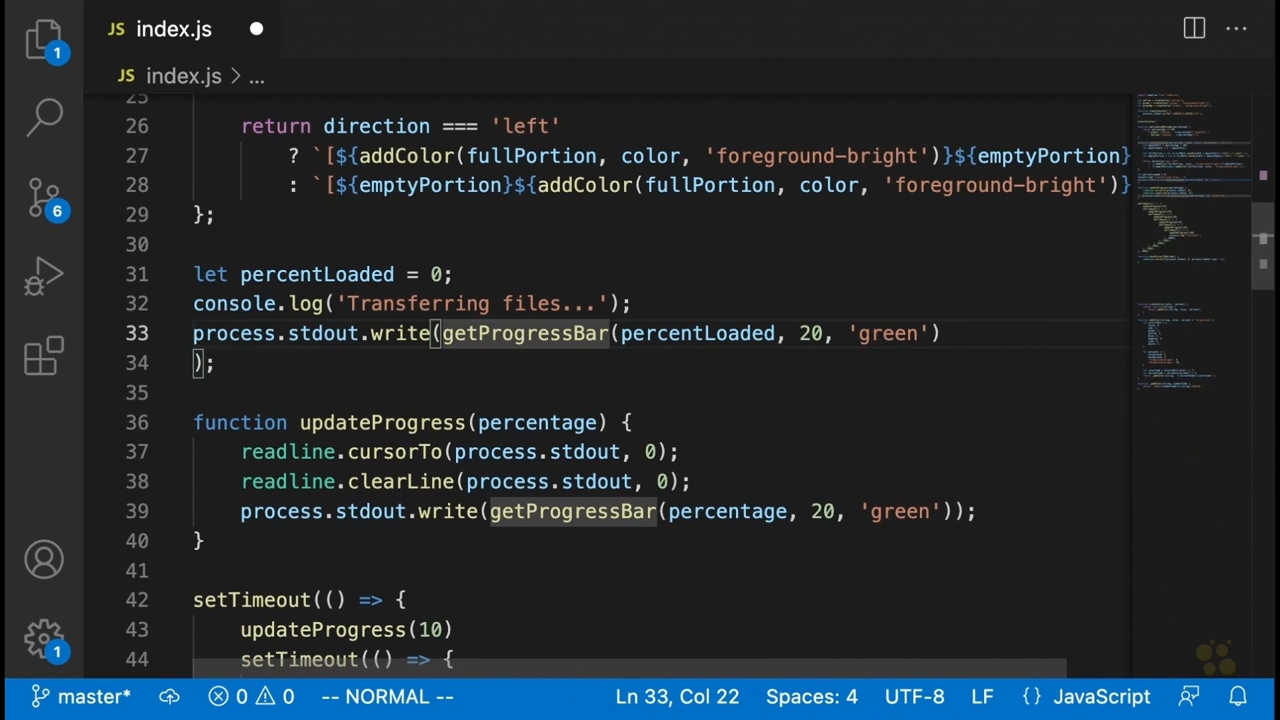 JS index.js
JS index.js > ...
1
6
1
25
26 return direction === 'left'
27 ? `[${addColor(fullPortion, color, 'foreground-bright')}${emptyPortion}
28 : `[${emptyPortion}${addColor(fullPortion, color, 'foreground-bright')}
29 };
30
31 let percentLoaded = 0;
32 console.log('Transferring files...');
33 process.stdout.write(getProgressBar(percentLoaded, 20, 'green')
34 );
35
36 function updateProgress(percentage) {
37 readline.cursorTo(process.stdout, 0);
38 readline.clearLine(process.stdout, 0);
39 process.stdout.write(getProgressBar(percentage, 20, 'green'));
40 }
41
42 setTimeout(() => {
43 updateProgress(10)
44 setTimeout(() => {
master* 0 0 -- NORMAL -- Ln 33, Col 22 Spaces: 4 UTF-8 LF {} JavaScript